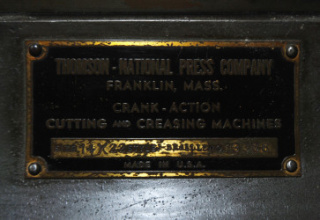 THOMSON-NATIONAL PRESS COMPANY
FRANKLIN, MASS.
CRANK-ACTION
CUTTING AND CREASING MACHINES
MADE IN U.S.A.